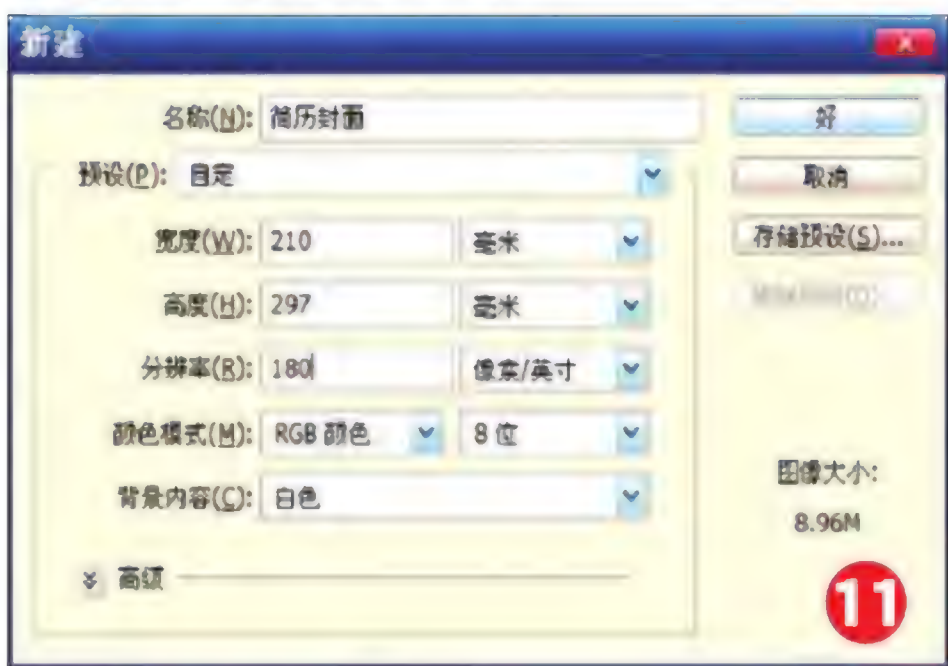 新建
名称(N): 简历封面
好
预设(P): 自定
取消
宽度(W): 210 毫米
存储预设(S)...
高度(H): 297 毫米
分辨率(R): 180 像素/英寸
颜色模式(M): RGB 颜色 8 位
图像大小:
背景内容(C): 白色
8.96M
高级
11